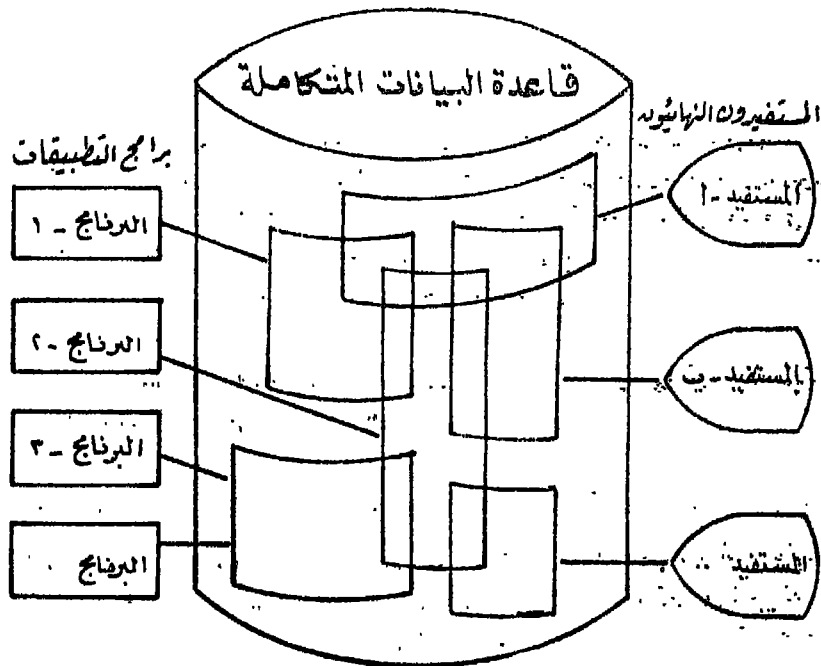 قاعدة البيانات المتكاملة
المستفيدون النهائيون
برامج التطبيقات
المستفيد - ا
البرنامج - ١
المستفيد - ب
البرنامج - ٢
البرنامج - ٣
المستفيد
البرنامج